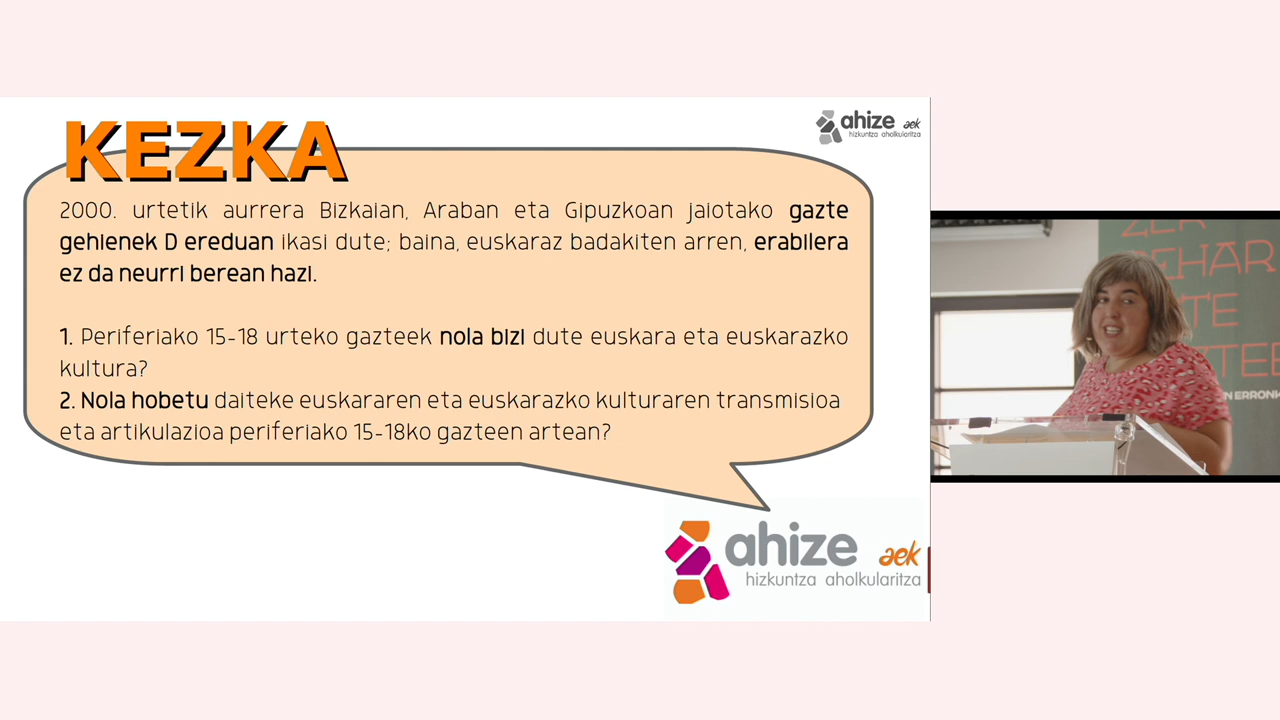 KEZKA
ahize aek
hizkuntza aholkularitza
2000. urtetik aurrera Bizkaian, Araban eta Gipuzkoan jaiotako gazte
gehienek D ereduan ikasi dute; baina, euskaraz badakiten arren, erabilera
ez da neurri berean hazi.
1. Periferiako 15-18 urteko gazteek nola bizi dute euskara eta euskarazko
kultura?
2. Nola hobetu daiteke euskararen eta euskarazko kulturaren transmisioa
eta artikulazioa periferiako 15-18ko gazteen artean?
ahize aek
hizkuntza aholkularitza
ZER
BEHAR
N ERRONK